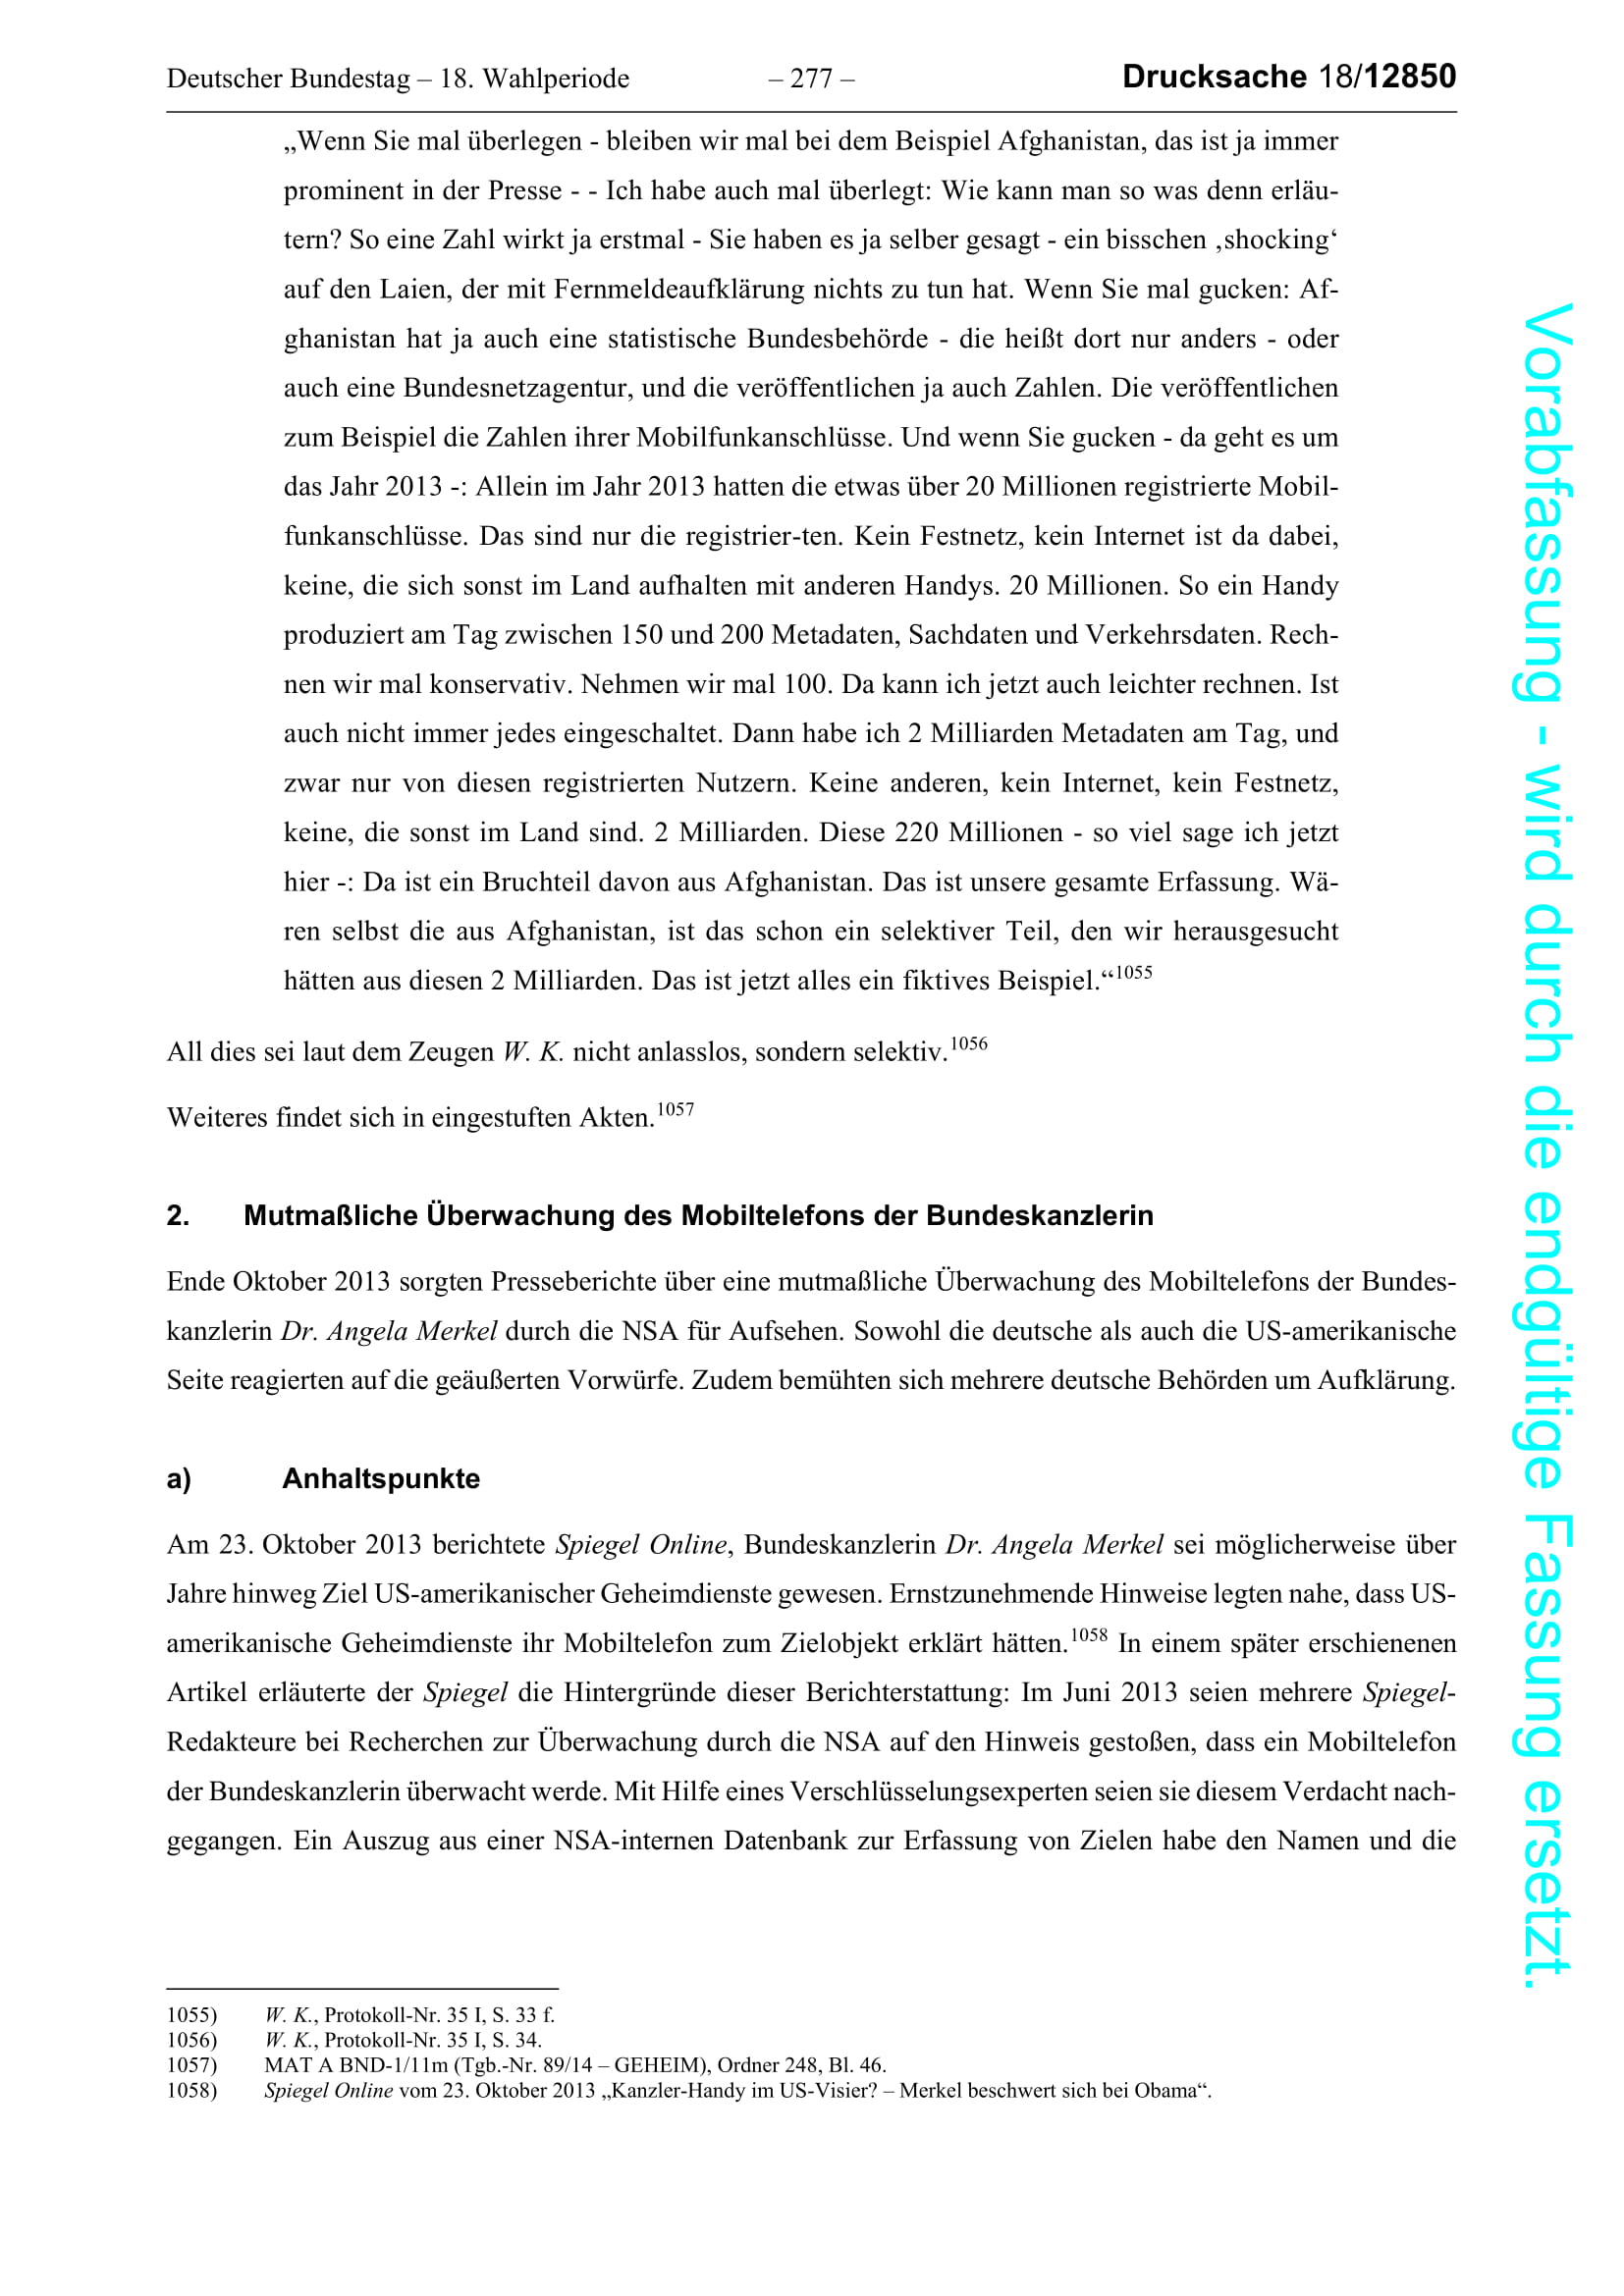 Deutscher Bundestag – 18. Wahlperiode – 277 – Drucksache 18/12850
„Wenn Sie mal überlegen - bleiben wir mal bei dem Beispiel Afghanistan, das ist ja immer
prominent in der Presse - - Ich habe auch mal überlegt: Wie kann man so was denn erläu-
tern? So eine Zahl wirkt ja erstmal - Sie haben es ja selber gesagt - ein bisschen ‚shocking‘
auf den Laien, der mit Fernmeldeaufklärung nichts zu tun hat. Wenn Sie mal gucken: Af-
ghanistan hat ja auch eine statistische Bundesbehörde - die heißt dort nur anders - oder
auch eine Bundesnetzagentur, und die veröffentlichen ja auch Zahlen. Die veröffentlichen
zum Beispiel die Zahlen ihrer Mobilfunkanschlüsse. Und wenn Sie gucken - da geht es um
das Jahr 2013 -: Allein im Jahr 2013 hatten die etwas über 20 Millionen registrierte Mobil-
funkanschlüsse. Das sind nur die registrier-ten. Kein Festnetz, kein Internet ist da dabei,
keine, die sich sonst im Land aufhalten mit anderen Handys. 20 Millionen. So ein Handy
produziert am Tag zwischen 150 und 200 Metadaten, Sachdaten und Verkehrsdaten. Rech-
nen wir mal konservativ. Nehmen wir mal 100. Da kann ich jetzt auch leichter rechnen. Ist
auch nicht immer jedes eingeschaltet. Dann habe ich 2 Milliarden Metadaten am Tag, und
zwar nur von diesen registrierten Nutzern. Keine anderen, kein Internet, kein Festnetz,
keine, die sonst im Land sind. 2 Milliarden. Diese 220 Millionen - so viel sage ich jetzt
hier -: Da ist ein Bruchteil davon aus Afghanistan. Das ist unsere gesamte Erfassung. Wä-
ren selbst die aus Afghanistan, ist das schon ein selektiver Teil, den wir herausgesucht
hätten aus diesen 2 Milliarden. Das ist jetzt alles ein fiktives Beispiel.“1055
All dies sei laut dem Zeugen W. K. nicht anlasslos, sondern selektiv.1056
Weiteres findet sich in eingestuften Akten.1057
2. Mutmaßliche Überwachung des Mobiltelefons der Bundeskanzlerin
Ende Oktober 2013 sorgten Presseberichte über eine mutmaßliche Überwachung des Mobiltelefons der Bundes-
kanzlerin Dr. Angela Merkel durch die NSA für Aufsehen. Sowohl die deutsche als auch die US-amerikanische
Seite reagierten auf die geäußerten Vorwürfe. Zudem bemühten sich mehrere deutsche Behörden um Aufklärung.
a) Anhaltspunkte
Am 23. Oktober 2013 berichtete Spiegel Online, Bundeskanzlerin Dr. Angela Merkel sei möglicherweise über
Jahre hinweg Ziel US-amerikanischer Geheimdienste gewesen. Ernstzunehmende Hinweise legten nahe, dass US-
amerikanische Geheimdienste ihr Mobiltelefon zum Zielobjekt erklärt hätten.1058 In einem später erschienenen
Artikel erläuterte der Spiegel die Hintergründe dieser Berichterstattung: Im Juni 2013 seien mehrere Spiegel-
Redakteure bei Recherchen zur Überwachung durch die NSA auf den Hinweis gestoßen, dass ein Mobiltelefon
der Bundeskanzlerin überwacht werde. Mit Hilfe eines Verschlüsselungsexperten seien sie diesem Verdacht nach-
gegangen. Ein Auszug aus einer NSA-internen Datenbank zur Erfassung von Zielen habe den Namen und die
1055) W. K., Protokoll-Nr. 35 I, S. 33 f.
1056) W. K., Protokoll-Nr. 35 I, S. 34.
1057) MAT A BND-1/11m (Tgb.-Nr. 89/14 – GEHEIM), Ordner 248, Bl. 46.
1058) Spiegel Online vom 23. Oktober 2013 „Kanzler-Handy im US-Visier? – Merkel beschwert sich bei Obama“.
Vorabfassung - wird durch die endgültige Fassung ersetzt.